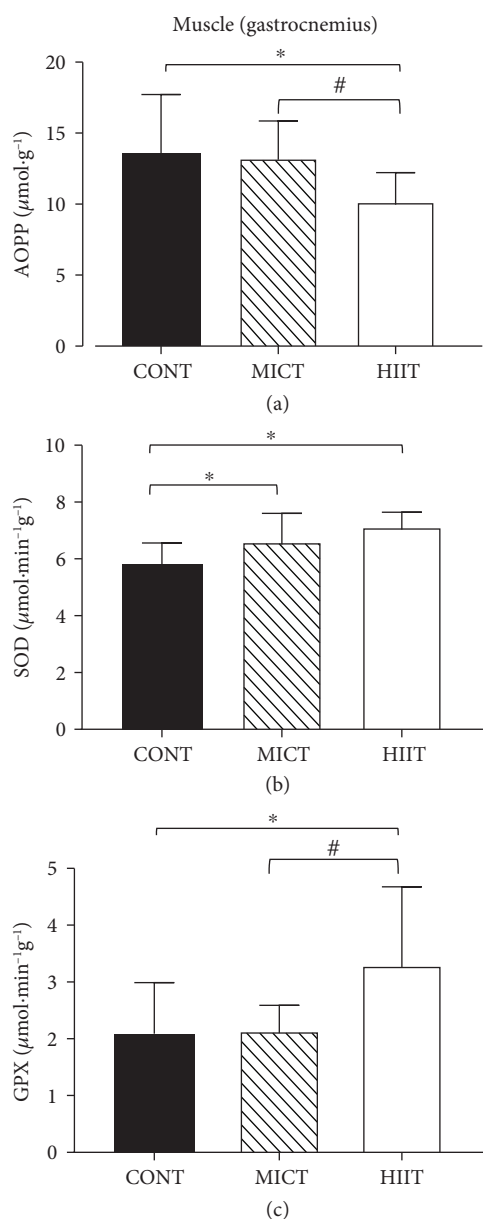 Muscle (gastrocnemius)
*
#
20
15
10
5
0
AOPP (μmol·g⁻¹)
CONT MICT HIIT
(a)
*
*
10
8
6
4
2
0
SOD (μmol·min⁻¹g⁻¹)
CONT MICT HIIT
(b)
*
#
5
4
3
2
1
0
GPX (μmol·min⁻¹g⁻¹)
CONT MICT HIIT
(c)